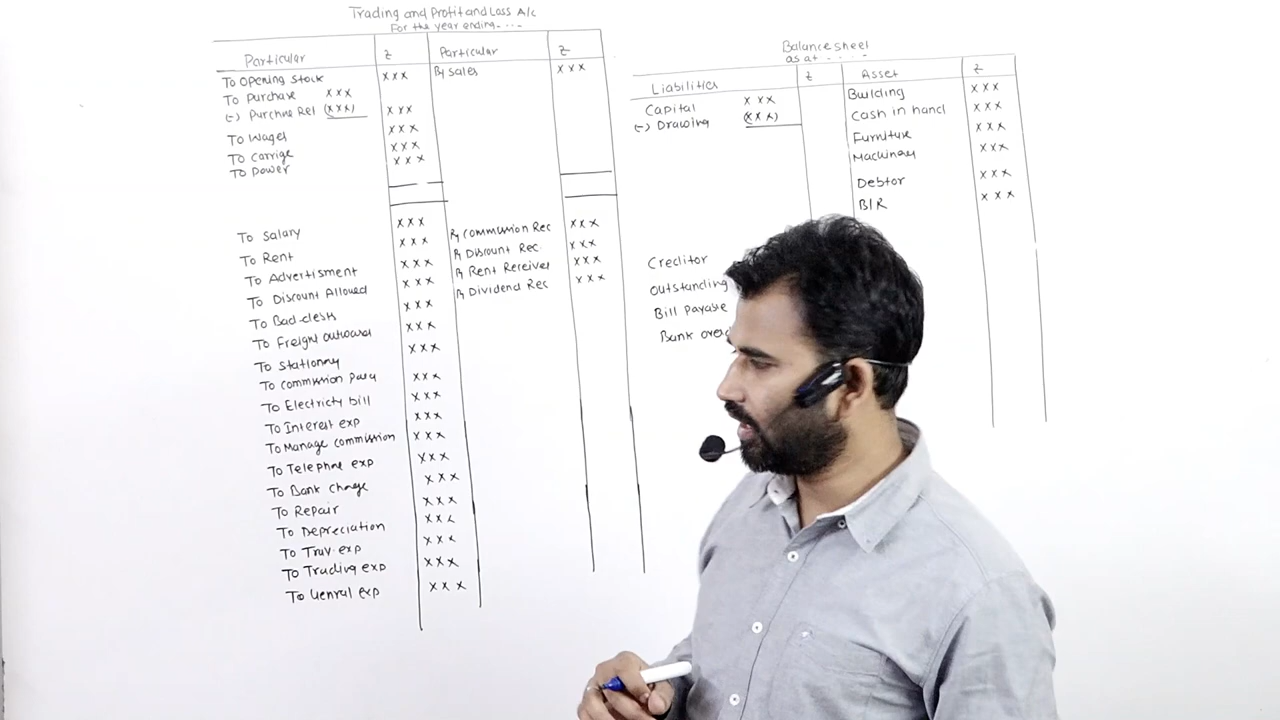 Trading and Profit and Loss A/c
For the year ending....
Particular ₹ Particular ₹
To Opening Stock xxx By Sales xxx
To Purchase xxx
(-) Purchase Ret (xxx) xxx
To Wages xxx
To Carrige xxx
To Power xxx
To Salary xxx By Commission Rec xxx
To Rent xxx By Discount Rec xxx
To Advertisment xxx By Rent Received xxx
To Discount Allowed xxx By Dividend Rec xxx
To Bad-debts xxx
To Freight outward xxx
To Stationary xxx
To Commission Paid xxx
To Electricty bill xxx
To Interest exp xxx
To Manage commission xxx
To Telephne exp xxx
To Bank Charge xxx
To Repair xxx
To Depreciation xxx
To Trav. exp xxx
To Trading exp xxx
To Genral exp xxx
Balance sheet
as at .....
Liabilities ₹ Asset ₹
Capital xxx Building xxx
(-) Drawing (xxx) Cash in hand xxx
Furniture xxx
Machinary xxx
Debtor xxx
B/R xxx
Creditor
Outstanding
Bill Payable
Bank